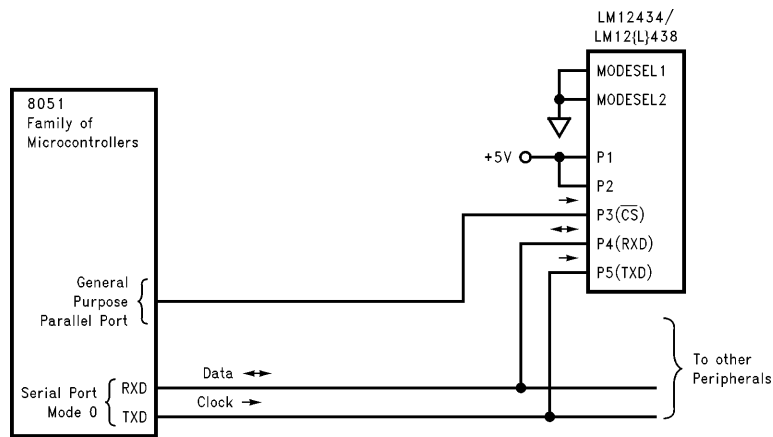 LM12434/
LM12{L}438
MODESEL1
MODESEL2
+5V
P1
P2
P3(C̅S̅)
P4(RXD)
P5(TXD)
8051
Family of
Microcontrollers
General
Purpose
Parallel Port
Serial Port
Mode 0
RXD
TXD
Data
Clock
To other
Peripherals